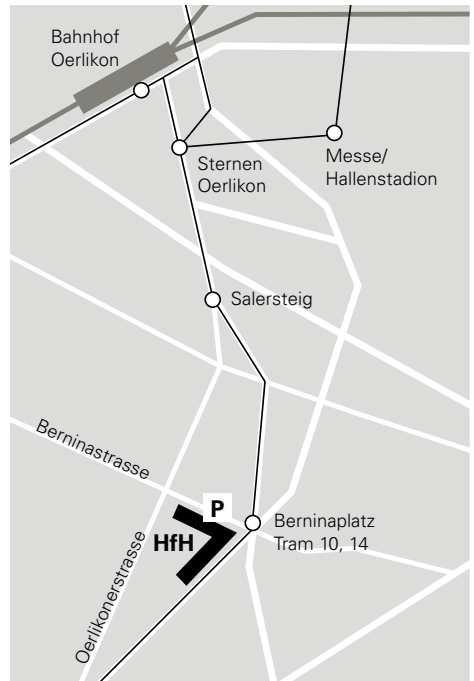 Bahnhof
Oerlikon
Sternen
Oerlikon
Messe/
Hallenstadion
Salersteig
Berninastrasse
P
HfH
Berninaplatz
Tram 10, 14
Oerlikonerstrasse